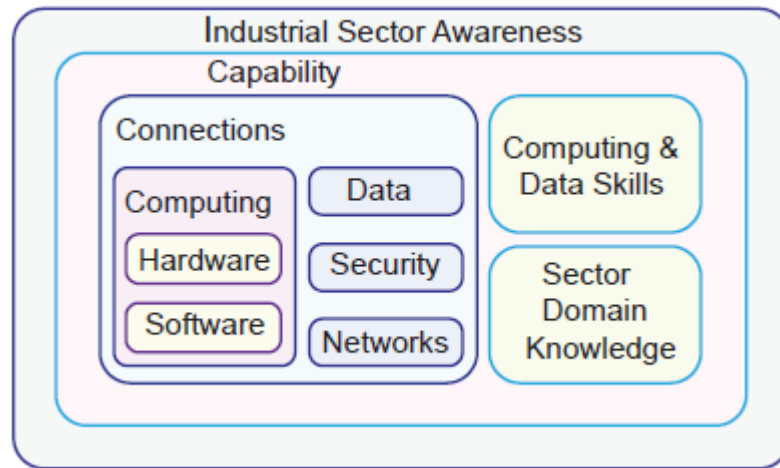 Industrial Sector Awareness
Capability
Connections
Computing
Hardware
Software
Data
Security
Networks
Computing &
Data Skills
Sector
Domain
Knowledge